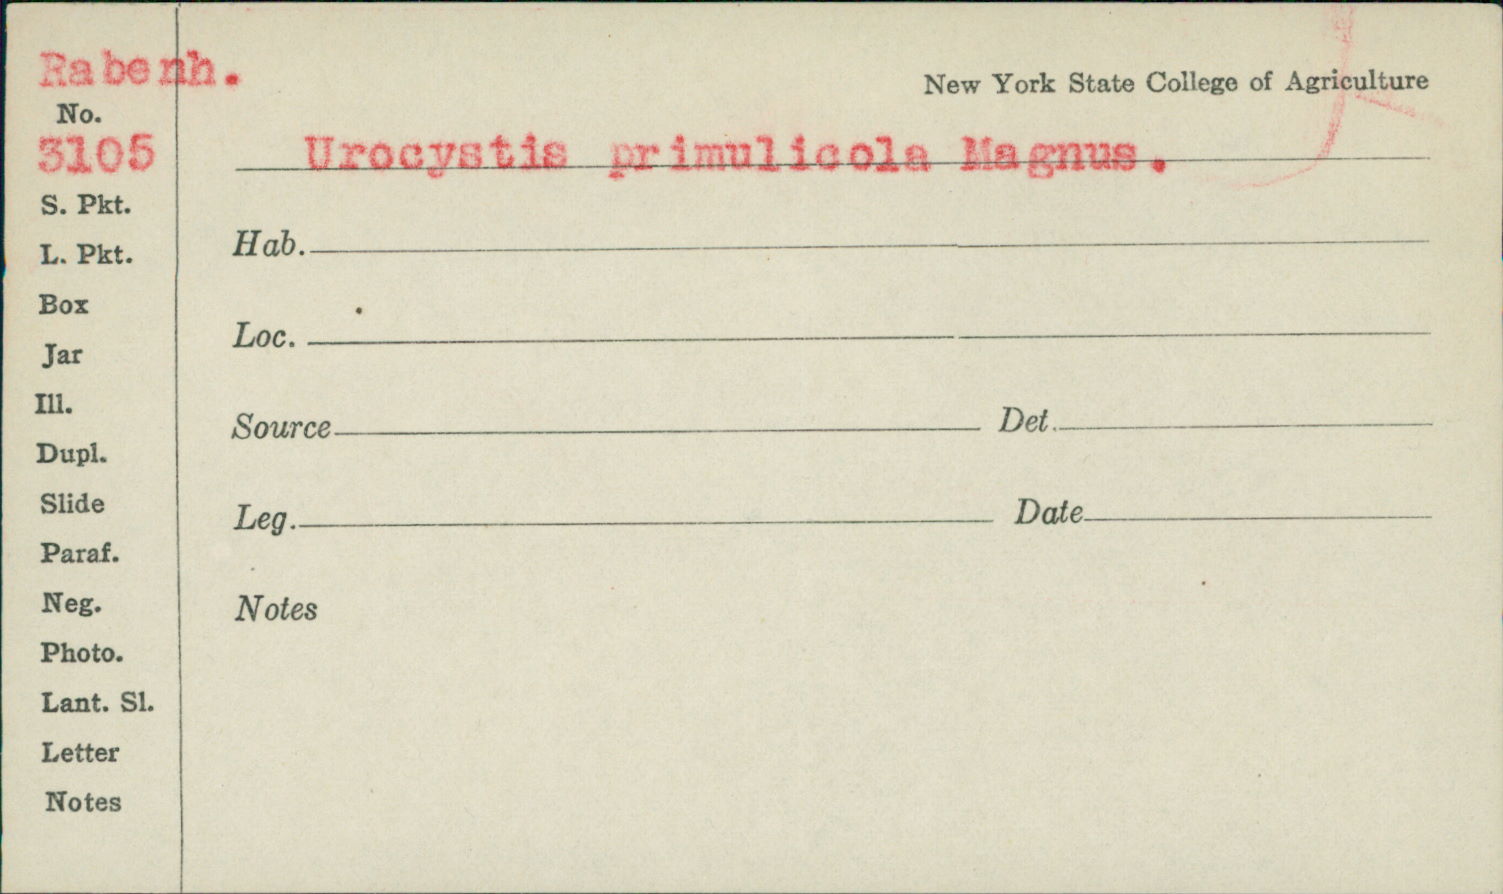 Rabenh.
New York State College of Agriculture
No.
3105
Urocystis primulicola Magnus.
S. Pkt.
Hab.
L. Pkt.
Box
Loc.
Jar
Ill.
Source Det.
Dupl.
Slide
Leg. Date
Paraf.
Neg.
Notes
Photo.
Lant. Sl.
Letter
Notes